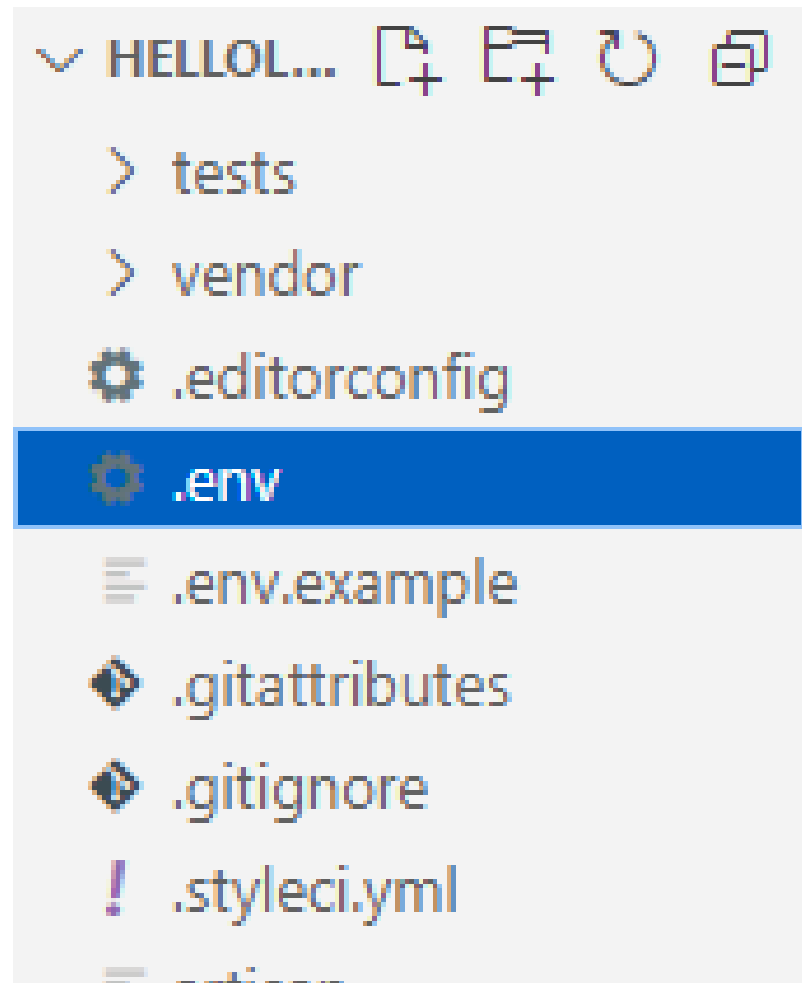 HELLOL...
tests
vendor
.editorconfig
.env
.env.example
.gitattributes
.gitignore
.styleci.yml